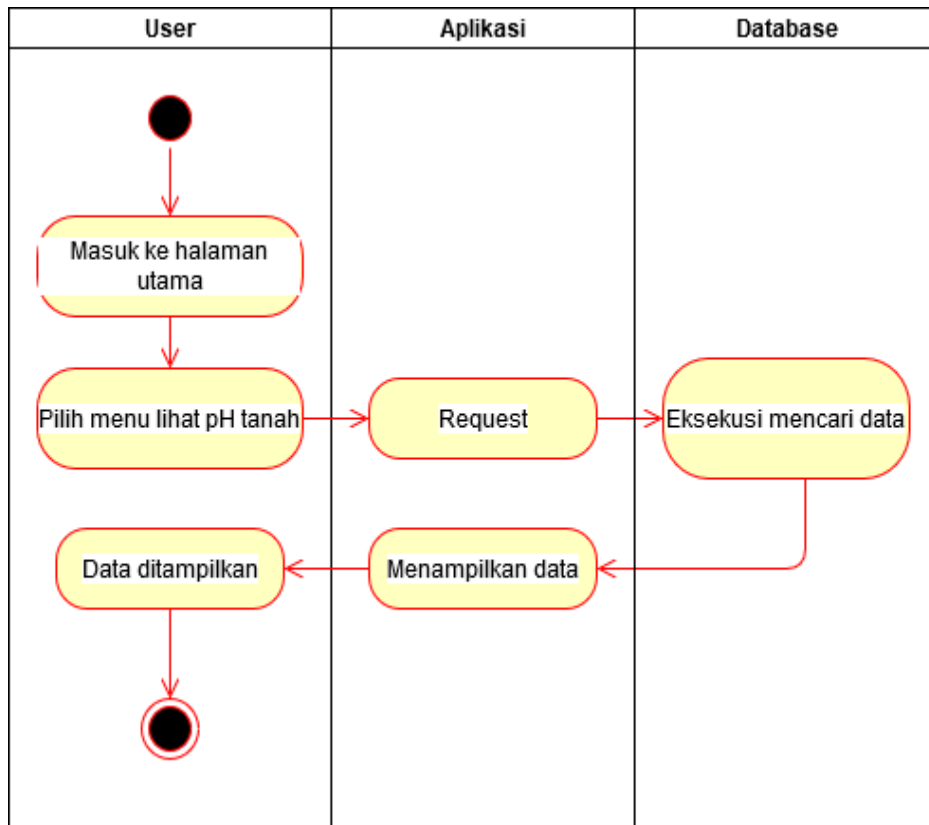 User
Aplikasi
Database
Masuk ke halaman
utama
Pilih menu lihat pH tanah
Request
Eksekusi mencari data
Data ditampilkan
Menampilkan data